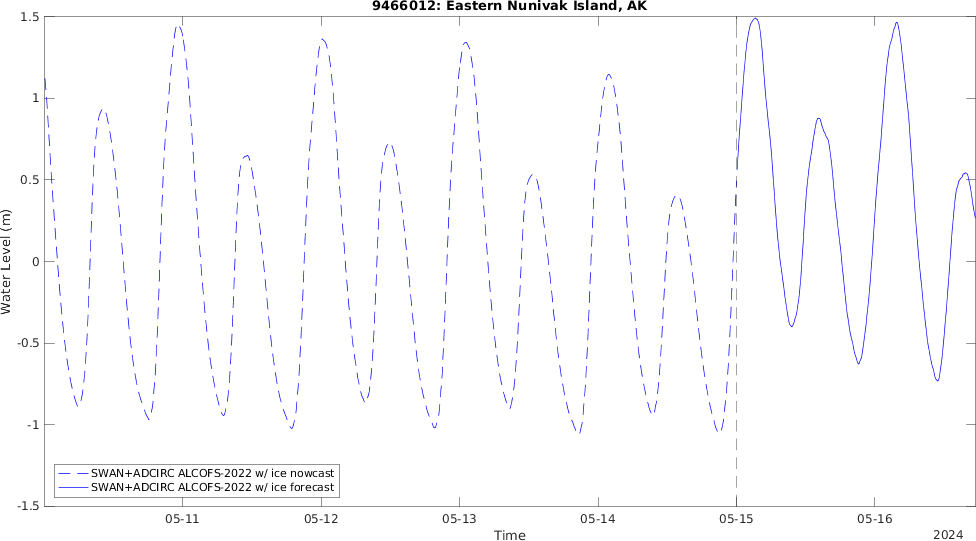 9466012: Eastern Nunivak Island, AK
Water Level (m)
1.5
1
0.5
0
-0.5
-1
-1.5
SWAN+ADCIRC ALCOFS-2022 w/ ice nowcast
SWAN+ADCIRC ALCOFS-2022 w/ ice forecast
05-11 05-12 05-13 05-14 05-15 05-16
Time
2024